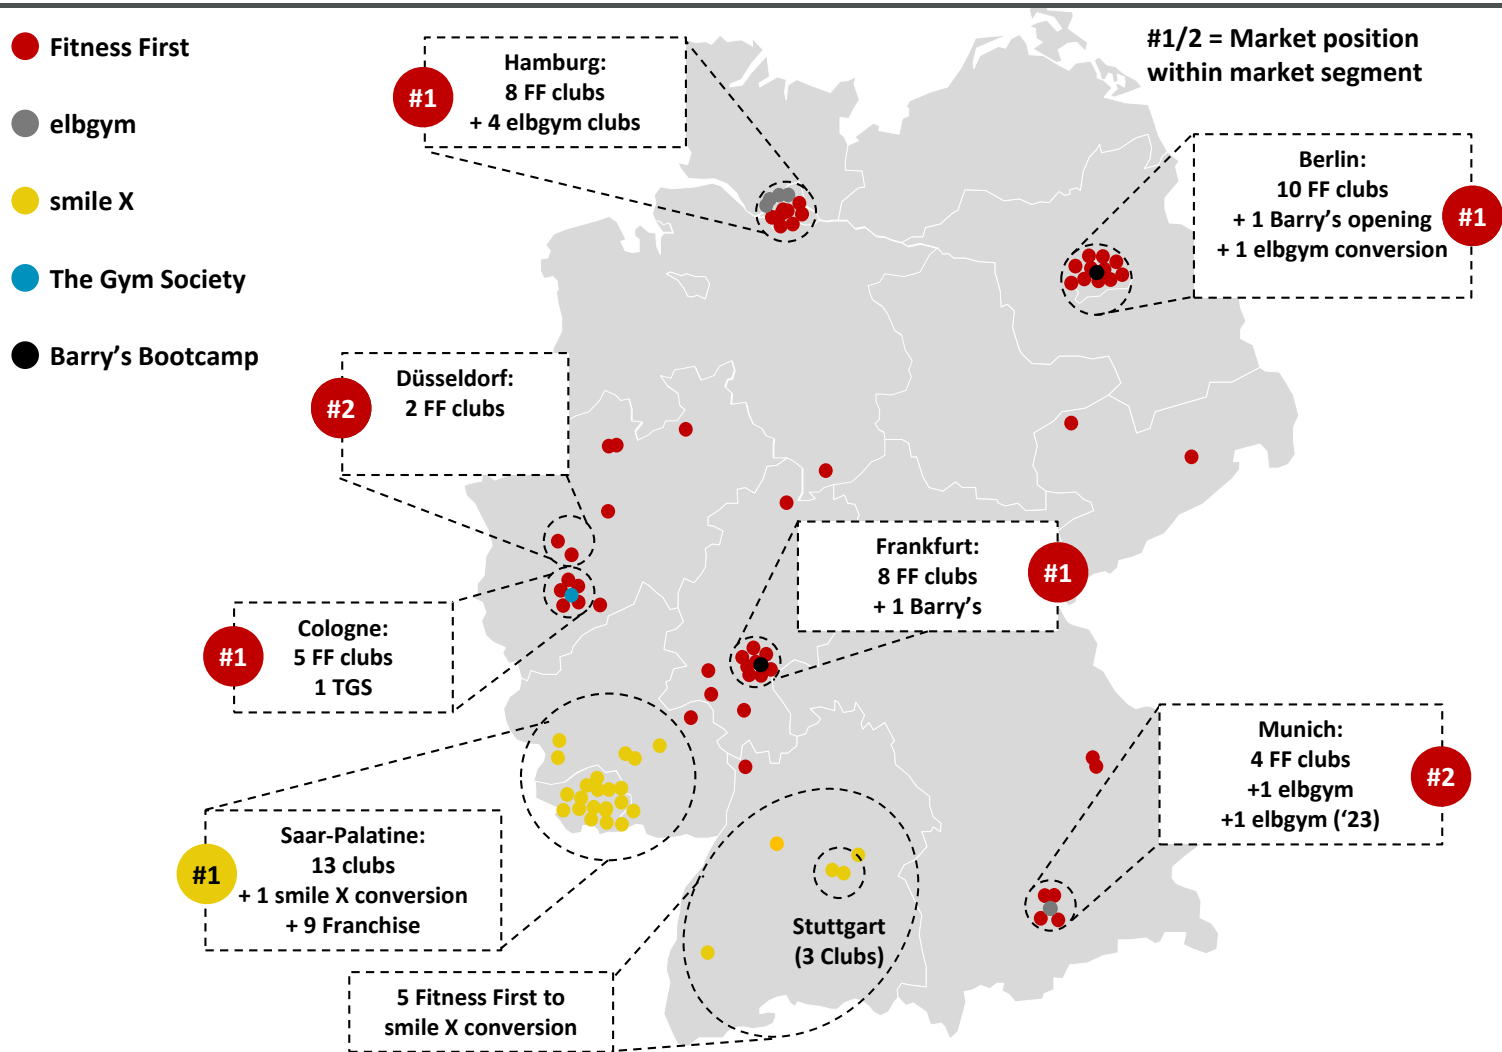 Fitness First
elbgym
smile X
The Gym Society
Barry’s Bootcamp
#1/2 = Market position
within market segment
#1
Hamburg:
8 FF clubs
+ 4 elbgym clubs
Berlin:
10 FF clubs
+ 1 Barry’s opening
+ 1 elbgym conversion
#1
#2
Düsseldorf:
2 FF clubs
Frankfurt:
8 FF clubs
+ 1 Barry’s
#1
#1
Cologne:
5 FF clubs
1 TGS
Munich:
4 FF clubs
+1 elbgym
+1 elbgym (‘23)
#2
#1
Saar-Palatine:
13 clubs
+ 1 smile X conversion
+ 9 Franchise
Stuttgart
(3 Clubs)
5 Fitness First to
smile X conversion